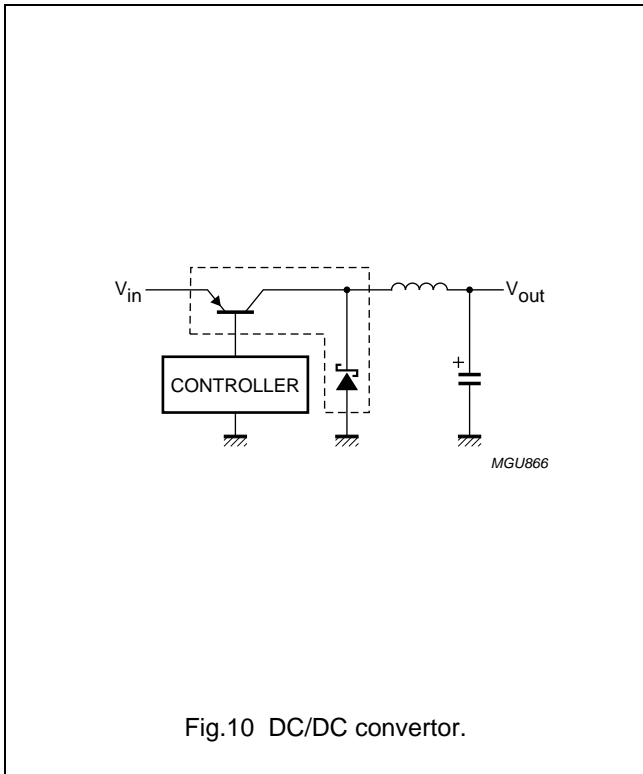 Vin
Vout
CONTROLLER
+
MGU866
Fig.10 DC/DC convertor.